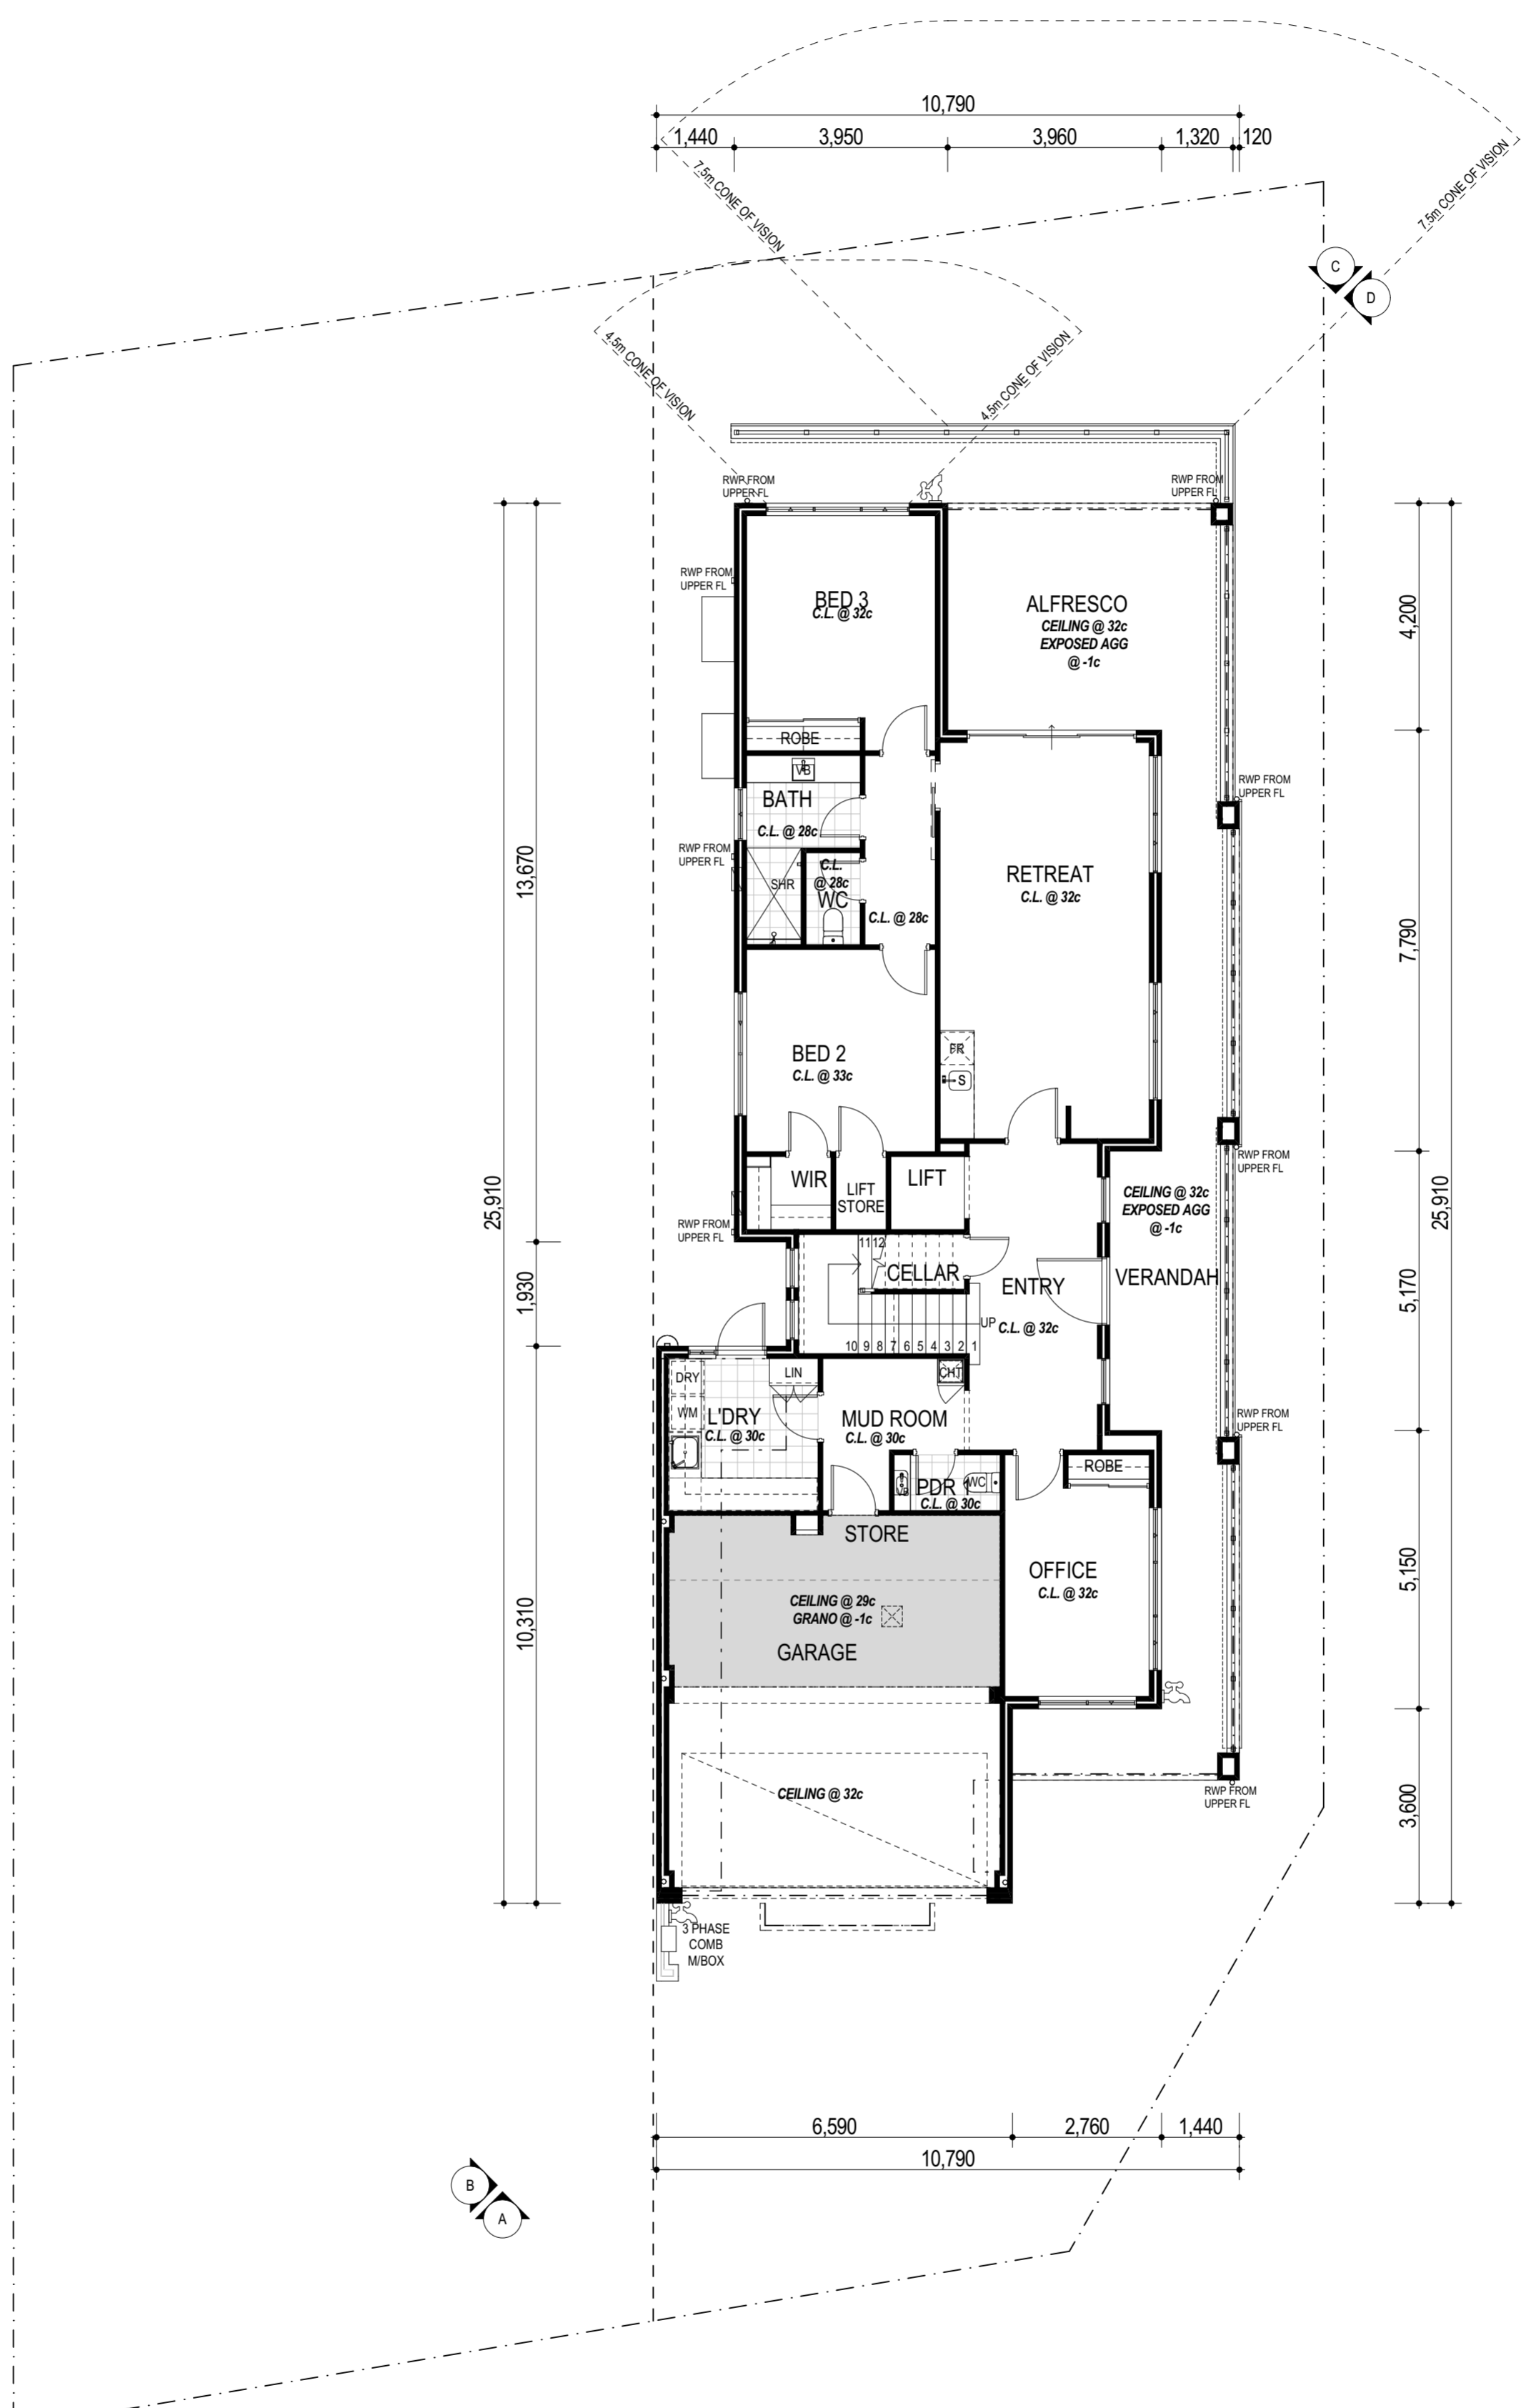 10,790
1,440
3,950
3,960
1,320
120
7.5m CONE OF VISION
7.5m CONE OF VISION
C
D
4.5m CONE OF VISION
4.5m CONE OF VISION
RWP FROM
UPPER FL
RWP FROM
UPPER FL
RWP FROM
UPPER FL
BED 3
C.L. @ 32c
ALFRESCO
CEILING @ 32c
EXPOSED AGG
@ -1c
4,200
ROBE
VB
BATH
C.L. @ 28c
RWP FROM
UPPER FL
RWP FROM
UPPER FL
13,670
SHR
C.L.
@ 28c
WC
C.L. @ 28c
RETREAT
C.L. @ 32c
7,790
BED 2
C.L. @ 33c
FR
S
WIR
LIFT
STORE
LIFT
RWP FROM
UPPER FL
CEILING @ 32c
EXPOSED AGG
@ -1c
RWP FROM
UPPER FL
25,910
25,910
11
12
CELLAR
ENTRY
C.L. @ 32c
VERANDAH
1,930
5,170
UP
10
9
8
7
6
5
4
3
2
1
DRY
WM
LIN
L'DRY
C.L. @ 30c
MUD ROOM
C.L. @ 30c
CHT
RWP FROM
UPPER FL
PDR 1
C.L. @ 30c
WC
ROBE
STORE
OFFICE
C.L. @ 32c
5,150
CEILING @ 29c
GRANO @ -1c
GARAGE
10,310
CEILING @ 32c
RWP FROM
UPPER FL
3,600
3 PHASE
COMB
M/BOX
6,590
2,760
1,440
10,790
B
A